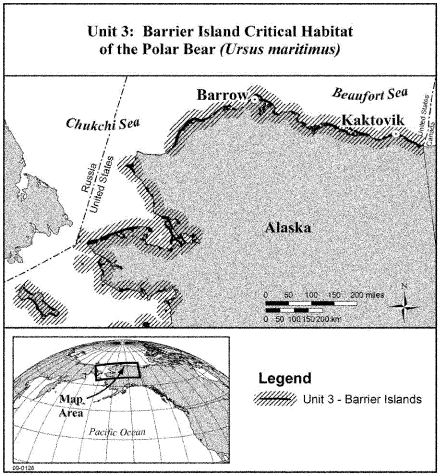 Unit 3: Barrier Island Critical Habitat
of the Polar Bear (Ursus maritimus)
Barrow
Beaufort Sea
Chukchi Sea
Kaktovik
United States
Canada
Russia
United States
Alaska
0 50 100 150 200 miles
0 50 100 150 200 km
N
Map
Area
Pacific Ocean
Legend
Unit 3 - Barrier Islands
09-0128